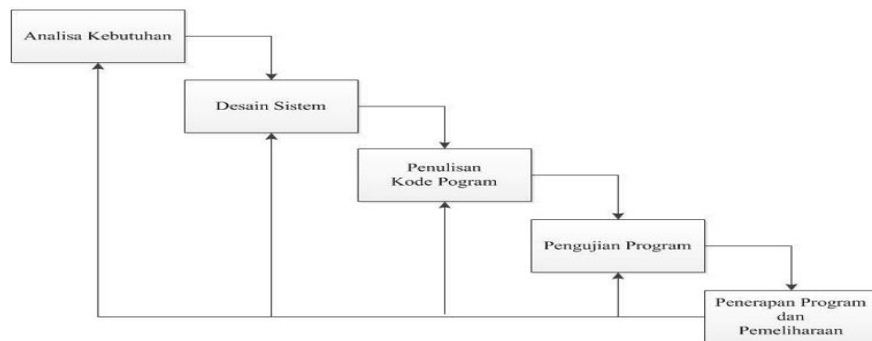 Analisa Kebutuhan
Desain Sistem
Penulisan
Kode Pogram
Pengujian Program
Penerapan Program
dan
Pemeliharaan